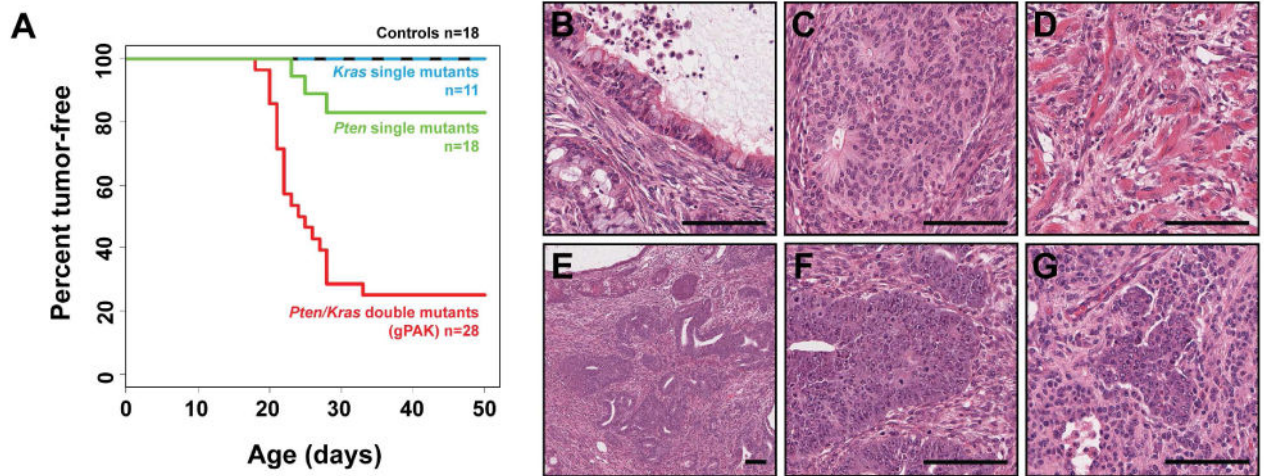 A
Percent tumor-free
100
80
60
40
20
0
Controls n=18
Kras single mutants
n=11
Pten single mutants
n=18
Pten/Kras double mutants
(gPAK) n=28
0 10 20 30 40 50
Age (days)
B
C
D
E
F
G